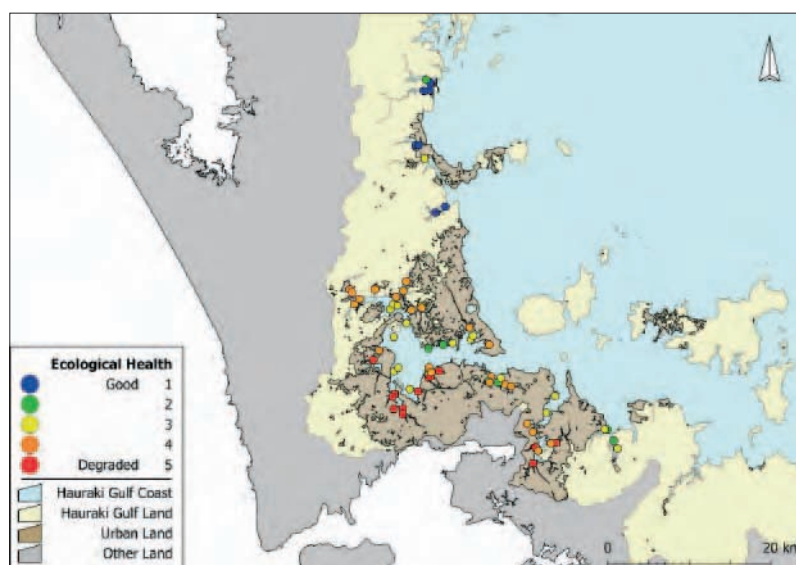 Ecological Health
Good 1
2
3
4
Degraded 5
Hauraki Gulf Coast
Hauraki Gulf Land
Urban Land
Other Land
0 20 km